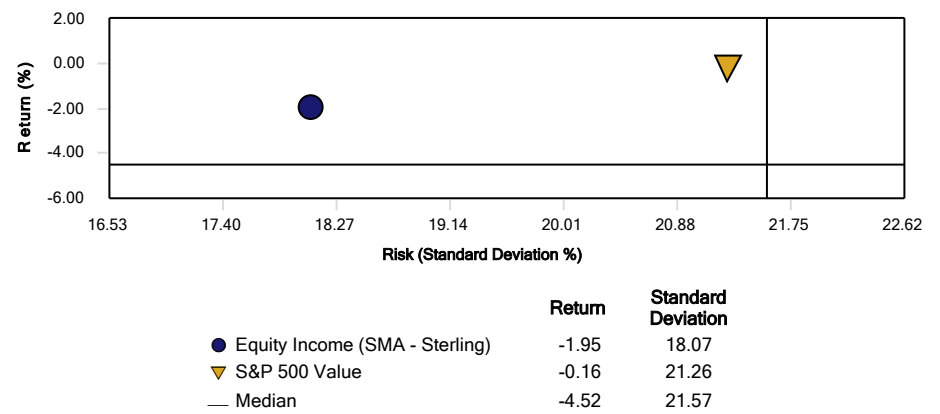 2.00
0.00
-2.00
-4.00
-6.00
Return (%)
16.53 17.40 18.27 19.14 20.01 20.88 21.75 22.62
Risk (Standard Deviation %)
Return Standard Deviation
Equity Income (SMA - Sterling) -1.95 18.07
S&P 500 Value -0.16 21.26
Median -4.52 21.57